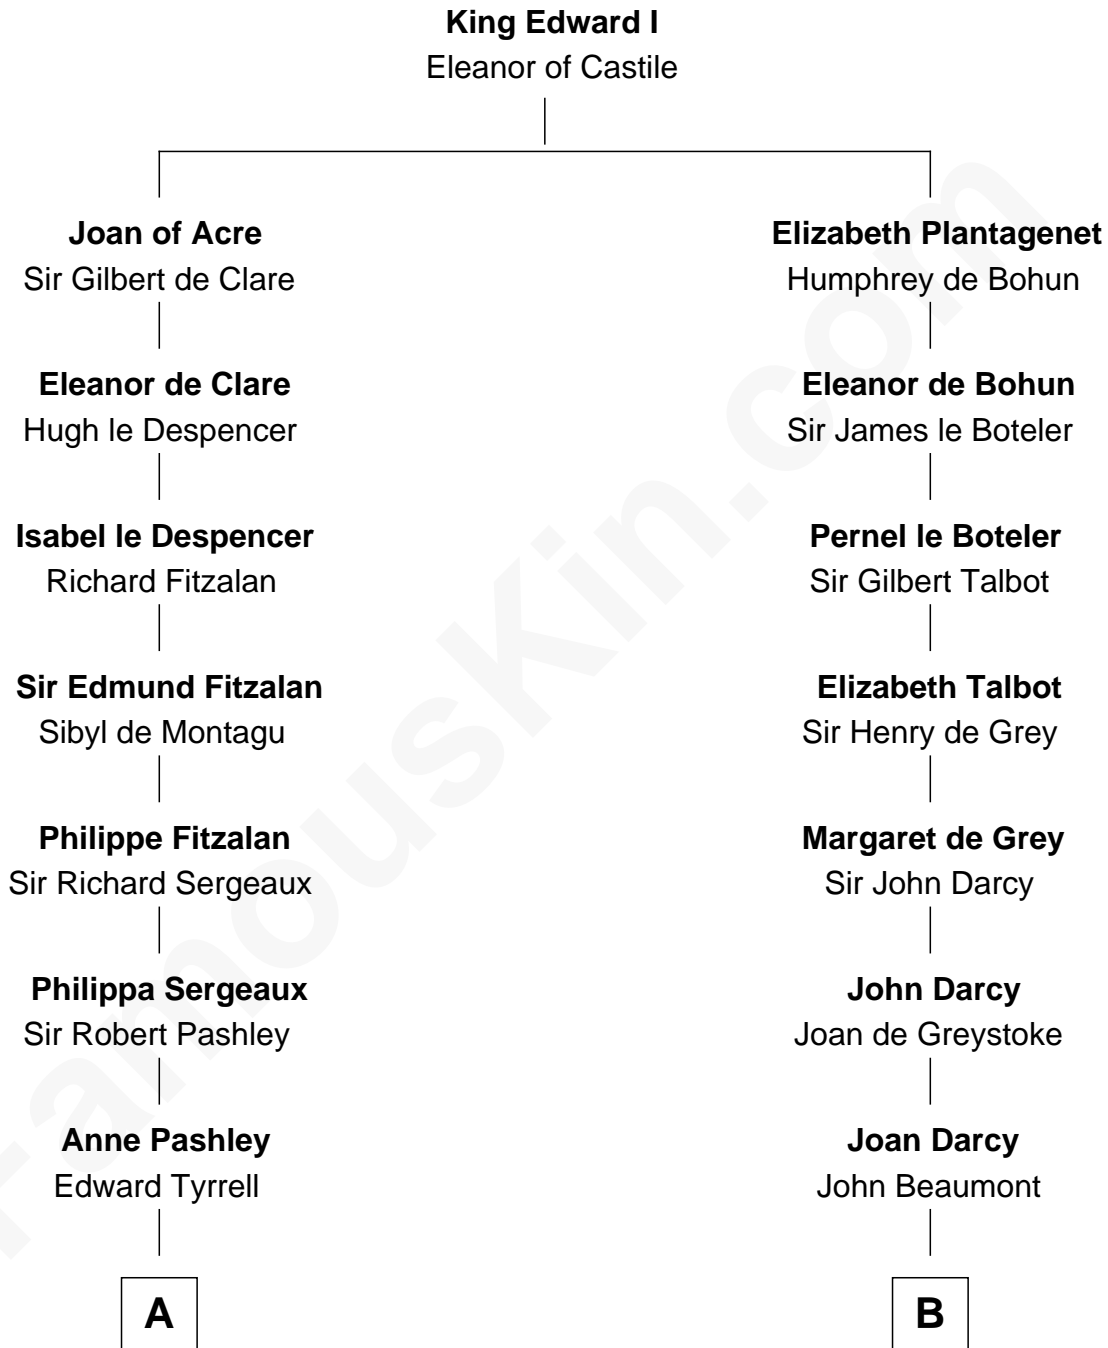 King Edward I
Eleanor of Castile
Joan of Acre
Sir Gilbert de Clare
Elizabeth Plantagenet
Humphrey de Bohun
Eleanor de Clare
Hugh le Despencer
Eleanor de Bohun
Sir James le Boteler
Isabel le Despencer
Richard Fitzalan
Pernel le Boteler
Sir Gilbert Talbot
Sir Edmund Fitzalan
Sibyl de Montagu
Elizabeth Talbot
Sir Henry de Grey
Philippe Fitzalan
Sir Richard Sergeaux
Margaret de Grey
Sir John Darcy
Philippa Sergeaux
Sir Robert Pashley
John Darcy
Joan de Greystoke
Anne Pashley
Edward Tyrrell
Joan Darcy
John Beaumont
A
B
FamousKin.com